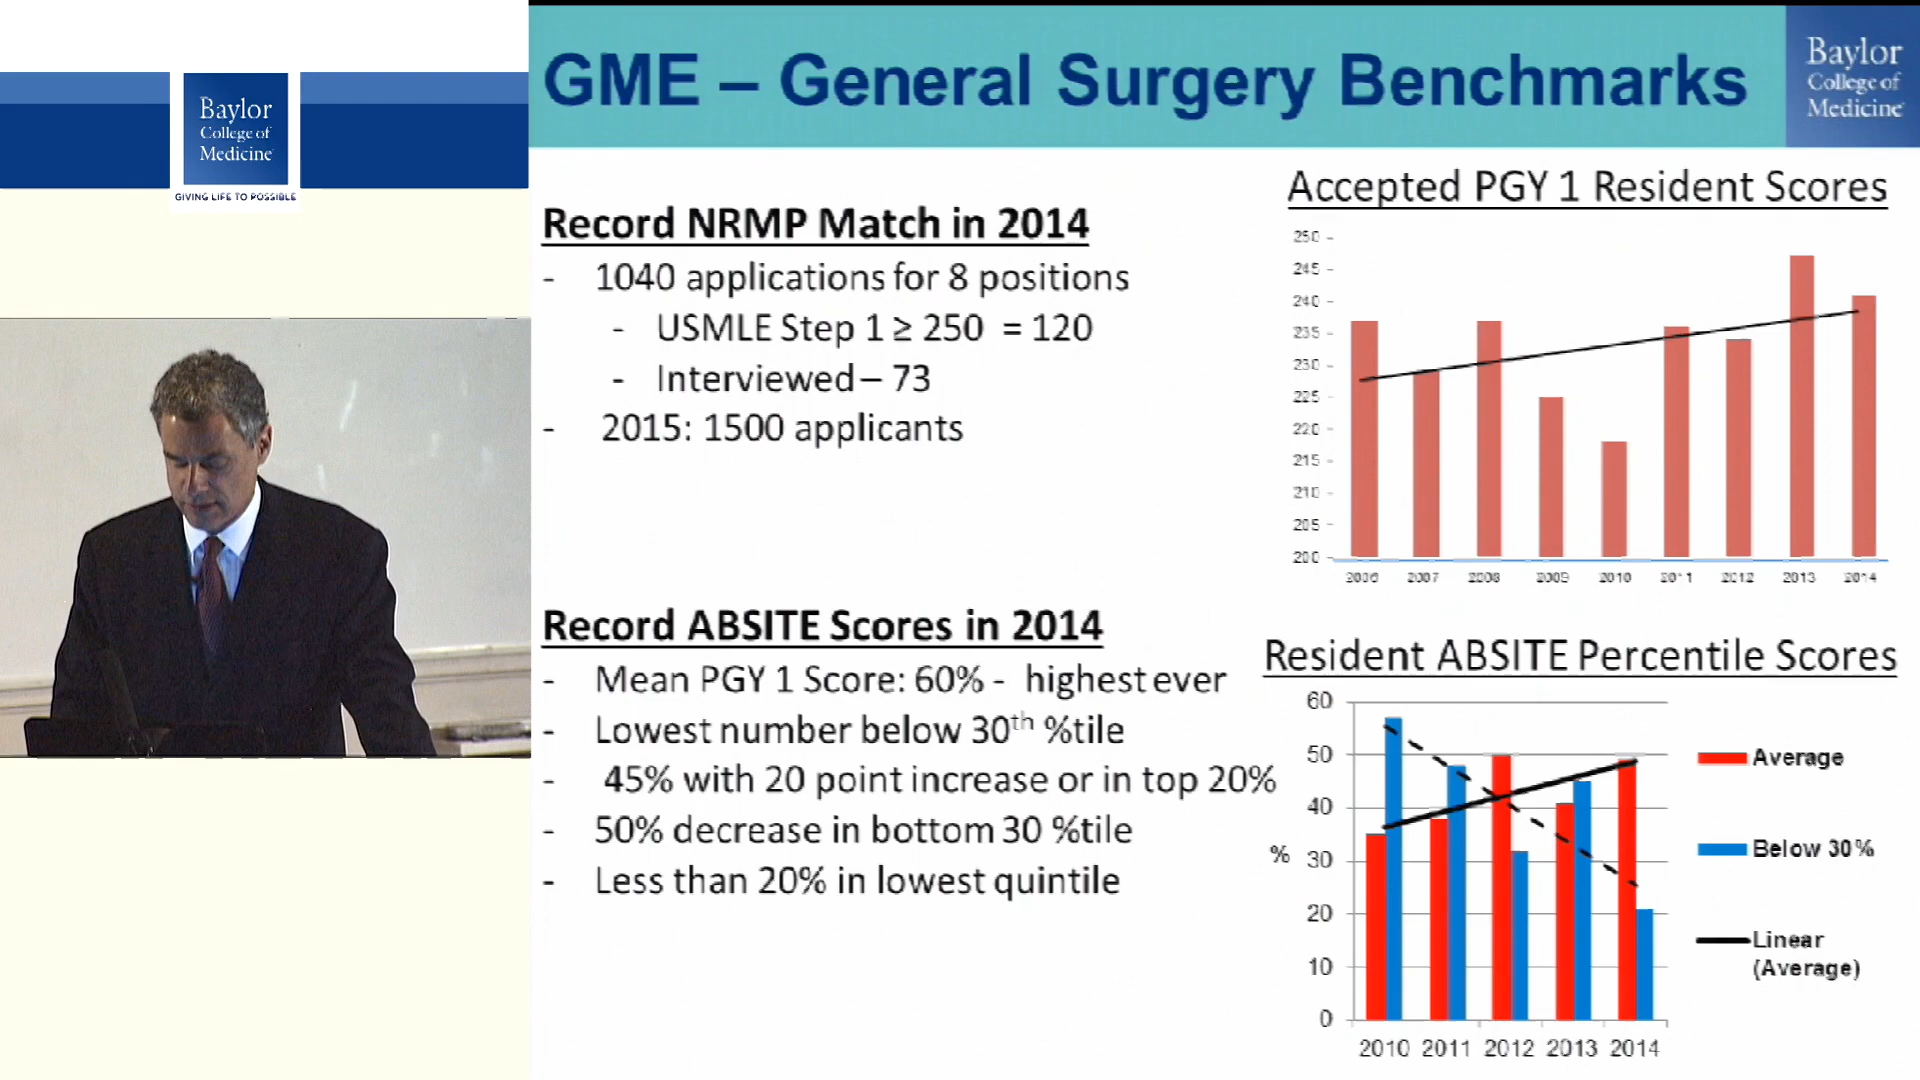 Baylor
College of
Medicine
GIVING LIFE TO POSSIBLE
GME – General Surgery Benchmarks
Baylor
College of
Medicine
Record NRMP Match in 2014
- 1040 applications for 8 positions
- USMLE Step 1 ≥ 250 = 120
- Interviewed – 73
- 2015: 1500 applicants
Accepted PGY 1 Resident Scores
250
245
240
235
230
225
220
215
210
205
200
2006 2007 2008 2009 2010 2011 2012 2013 2014
Record ABSITE Scores in 2014
- Mean PGY 1 Score: 60% - highest ever
- Lowest number below 30th %tile
- 45% with 20 point increase or in top 20%
- 50% decrease in bottom 30 %tile
- Less than 20% in lowest quintile
Resident ABSITE Percentile Scores
60
50
40
% 30
20
10
0
2010 2011 2012 2013 2014
Average
Below 30%
Linear
(Average)